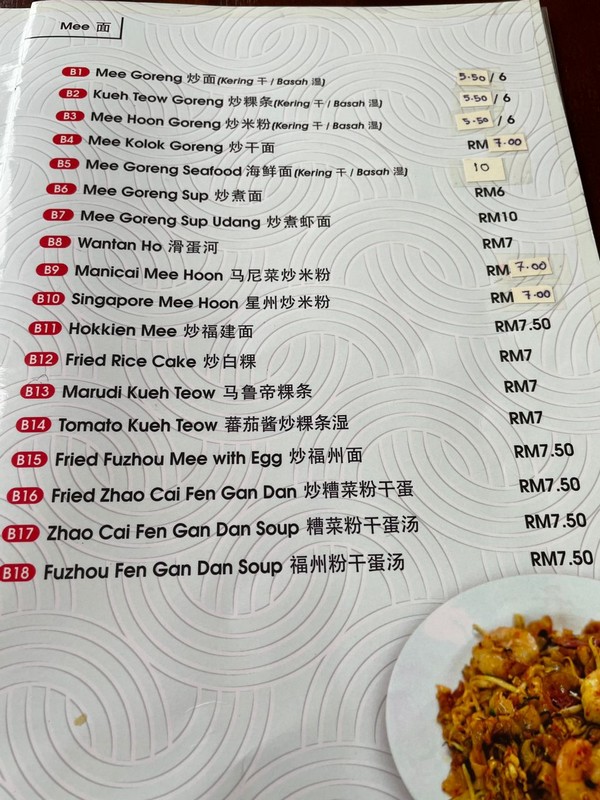 Mee 面
B1 Mee Goreng 炒面(Kering 干 / Basah 湿) 5.50 / 6
B2 Kueh Teow Goreng 炒粿条(Kering 干 / Basah 湿) 5.50 / 6
B3 Mee Hoon Goreng 炒米粉(Kering 干 / Basah 湿) 5.50 / 6
B4 Mee Kolok Goreng 炒干面 RM 7.00
B5 Mee Goreng Seafood 海鲜面(Kering 干 / Basah 湿) 10
B6 Mee Goreng Sup 炒煮面 RM6
B7 Mee Goreng Sup Udang 炒煮虾面 RM10
B8 Wantan Ho 滑蛋河 RM7
B9 Manicai Mee Hoon 马尼菜炒米粉 RM 7.00
B10 Singapore Mee Hoon 星州炒米粉 RM 7.00
B11 Hokkien Mee 炒福建面 RM7.50
B12 Fried Rice Cake 炒白粿 RM7
B13 Marudi Kueh Teow 马鲁帝粿条 RM7
B14 Tomato Kueh Teow 蕃茄酱炒粿条湿 RM7
B15 Fried Fuzhou Mee with Egg 炒福州面 RM7.50
B16 Fried Zhao Cai Fen Gan Dan 炒糟菜粉干蛋 RM7.50
B17 Zhao Cai Fen Gan Dan Soup 糟菜粉干蛋汤 RM7.50
B18 Fuzhou Fen Gan Dan Soup 福州粉干蛋汤 RM7.50